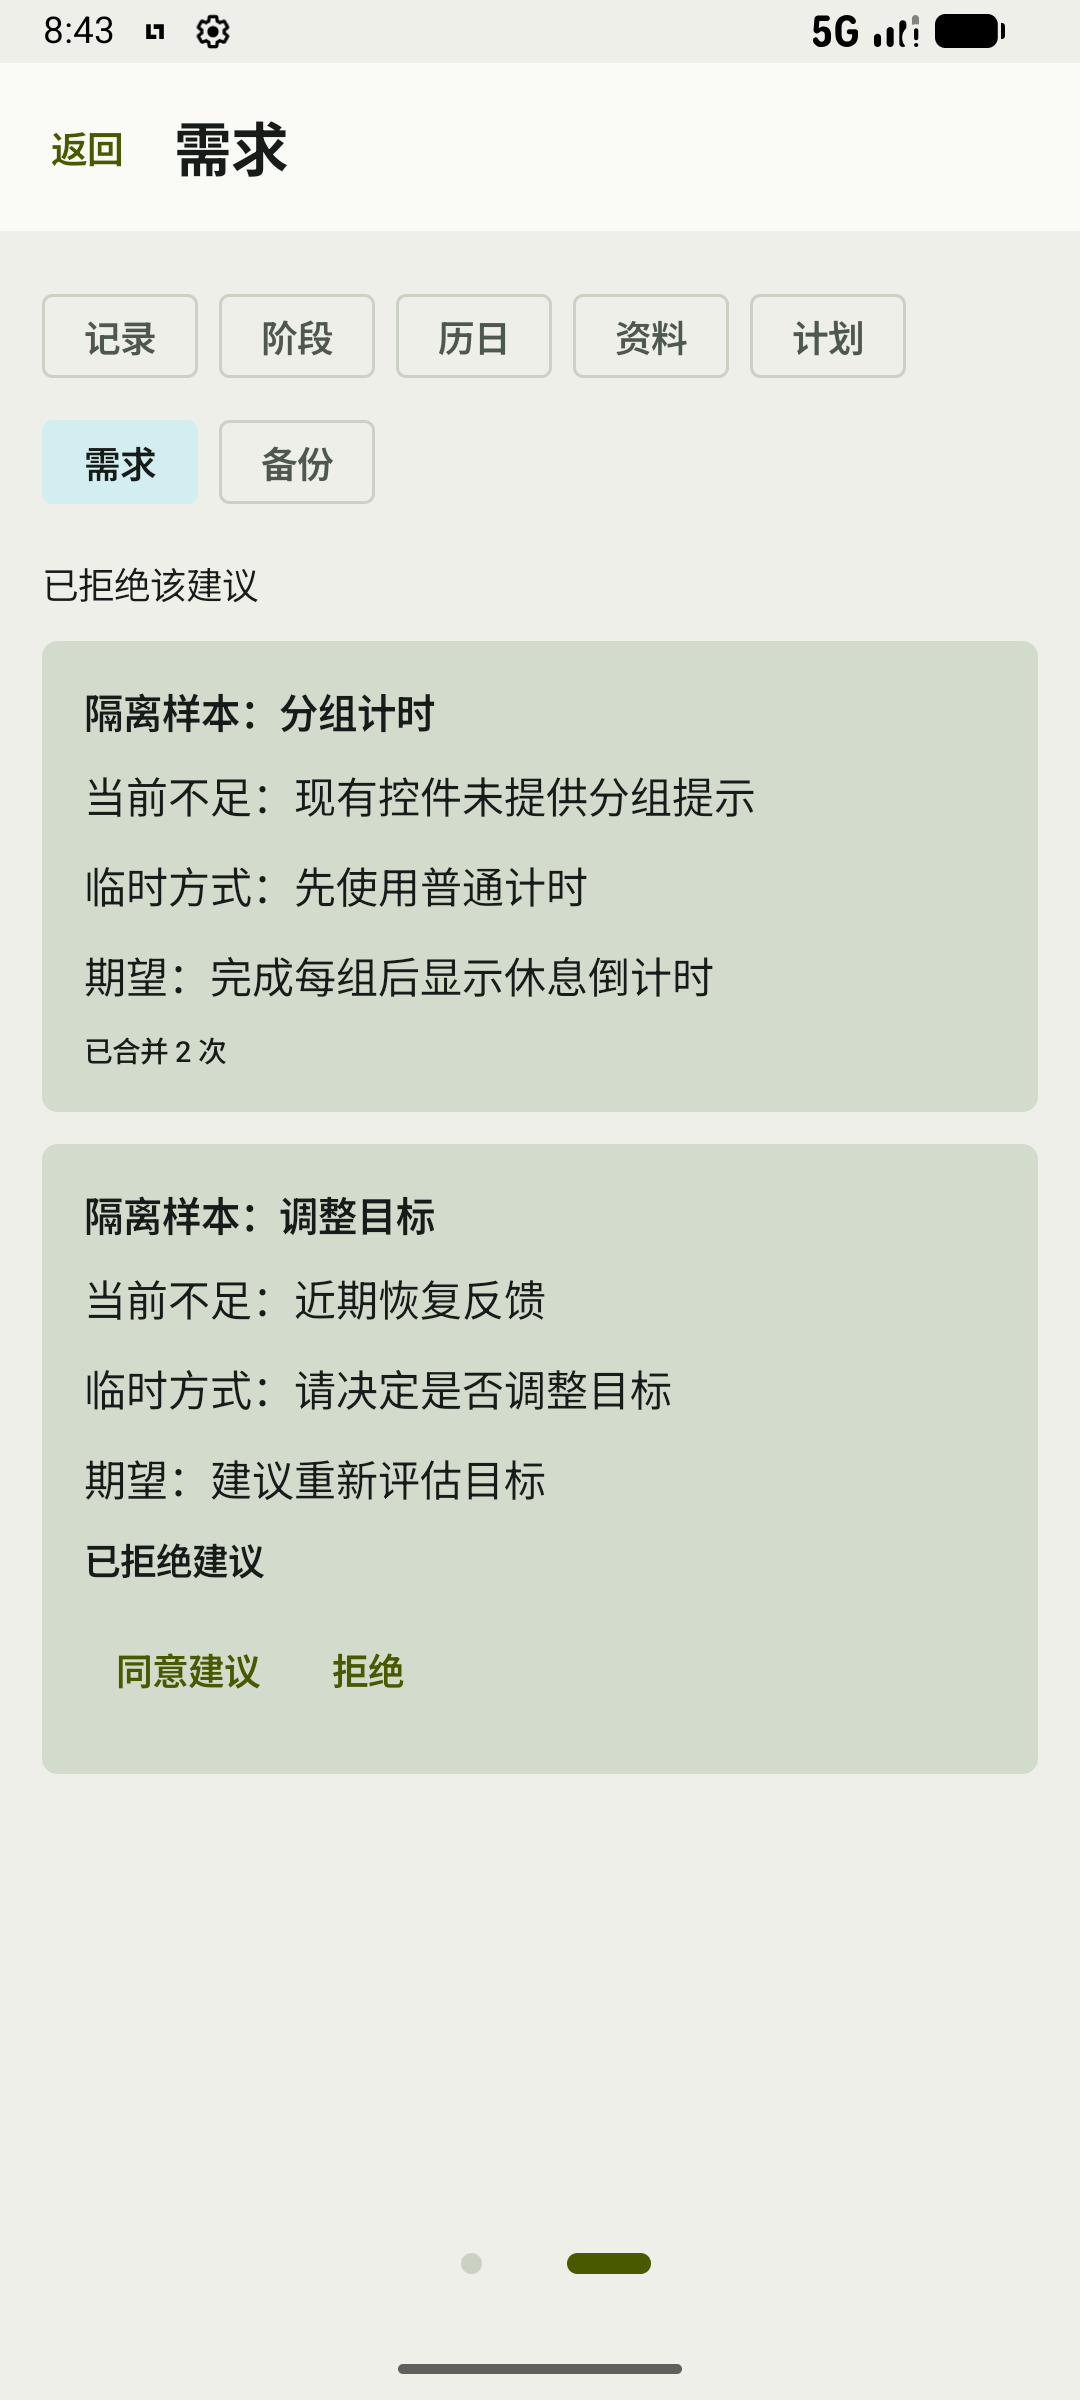 8:43
5G
返回 需求
记录 阶段 历日 资料 计划
需求 备份
已拒绝该建议
隔离样本：分组计时
当前不足：现有控件未提供分组提示
临时方式：先使用普通计时
期望：完成每组后显示休息倒计时
已合并 2 次
隔离样本：调整目标
当前不足：近期恢复反馈
临时方式：请决定是否调整目标
期望：建议重新评估目标
已拒绝建议
同意建议 拒绝